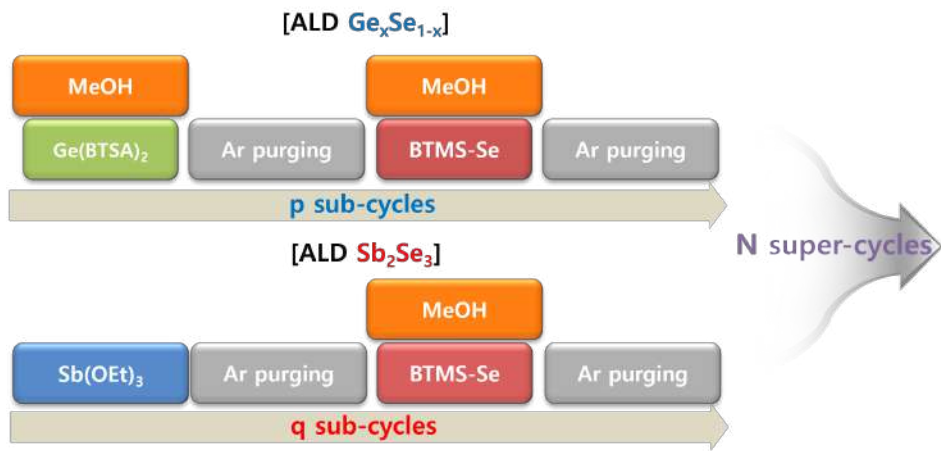 [ALD GeₓSe₁₋ₓ]
MeOH MeOH
Ge(BTSA)₂ Ar purging BTMS-Se Ar purging
p sub-cycles
N super-cycles
[ALD Sb₂Se₃]
MeOH
Sb(OEt)₃ Ar purging BTMS-Se Ar purging
q sub-cycles